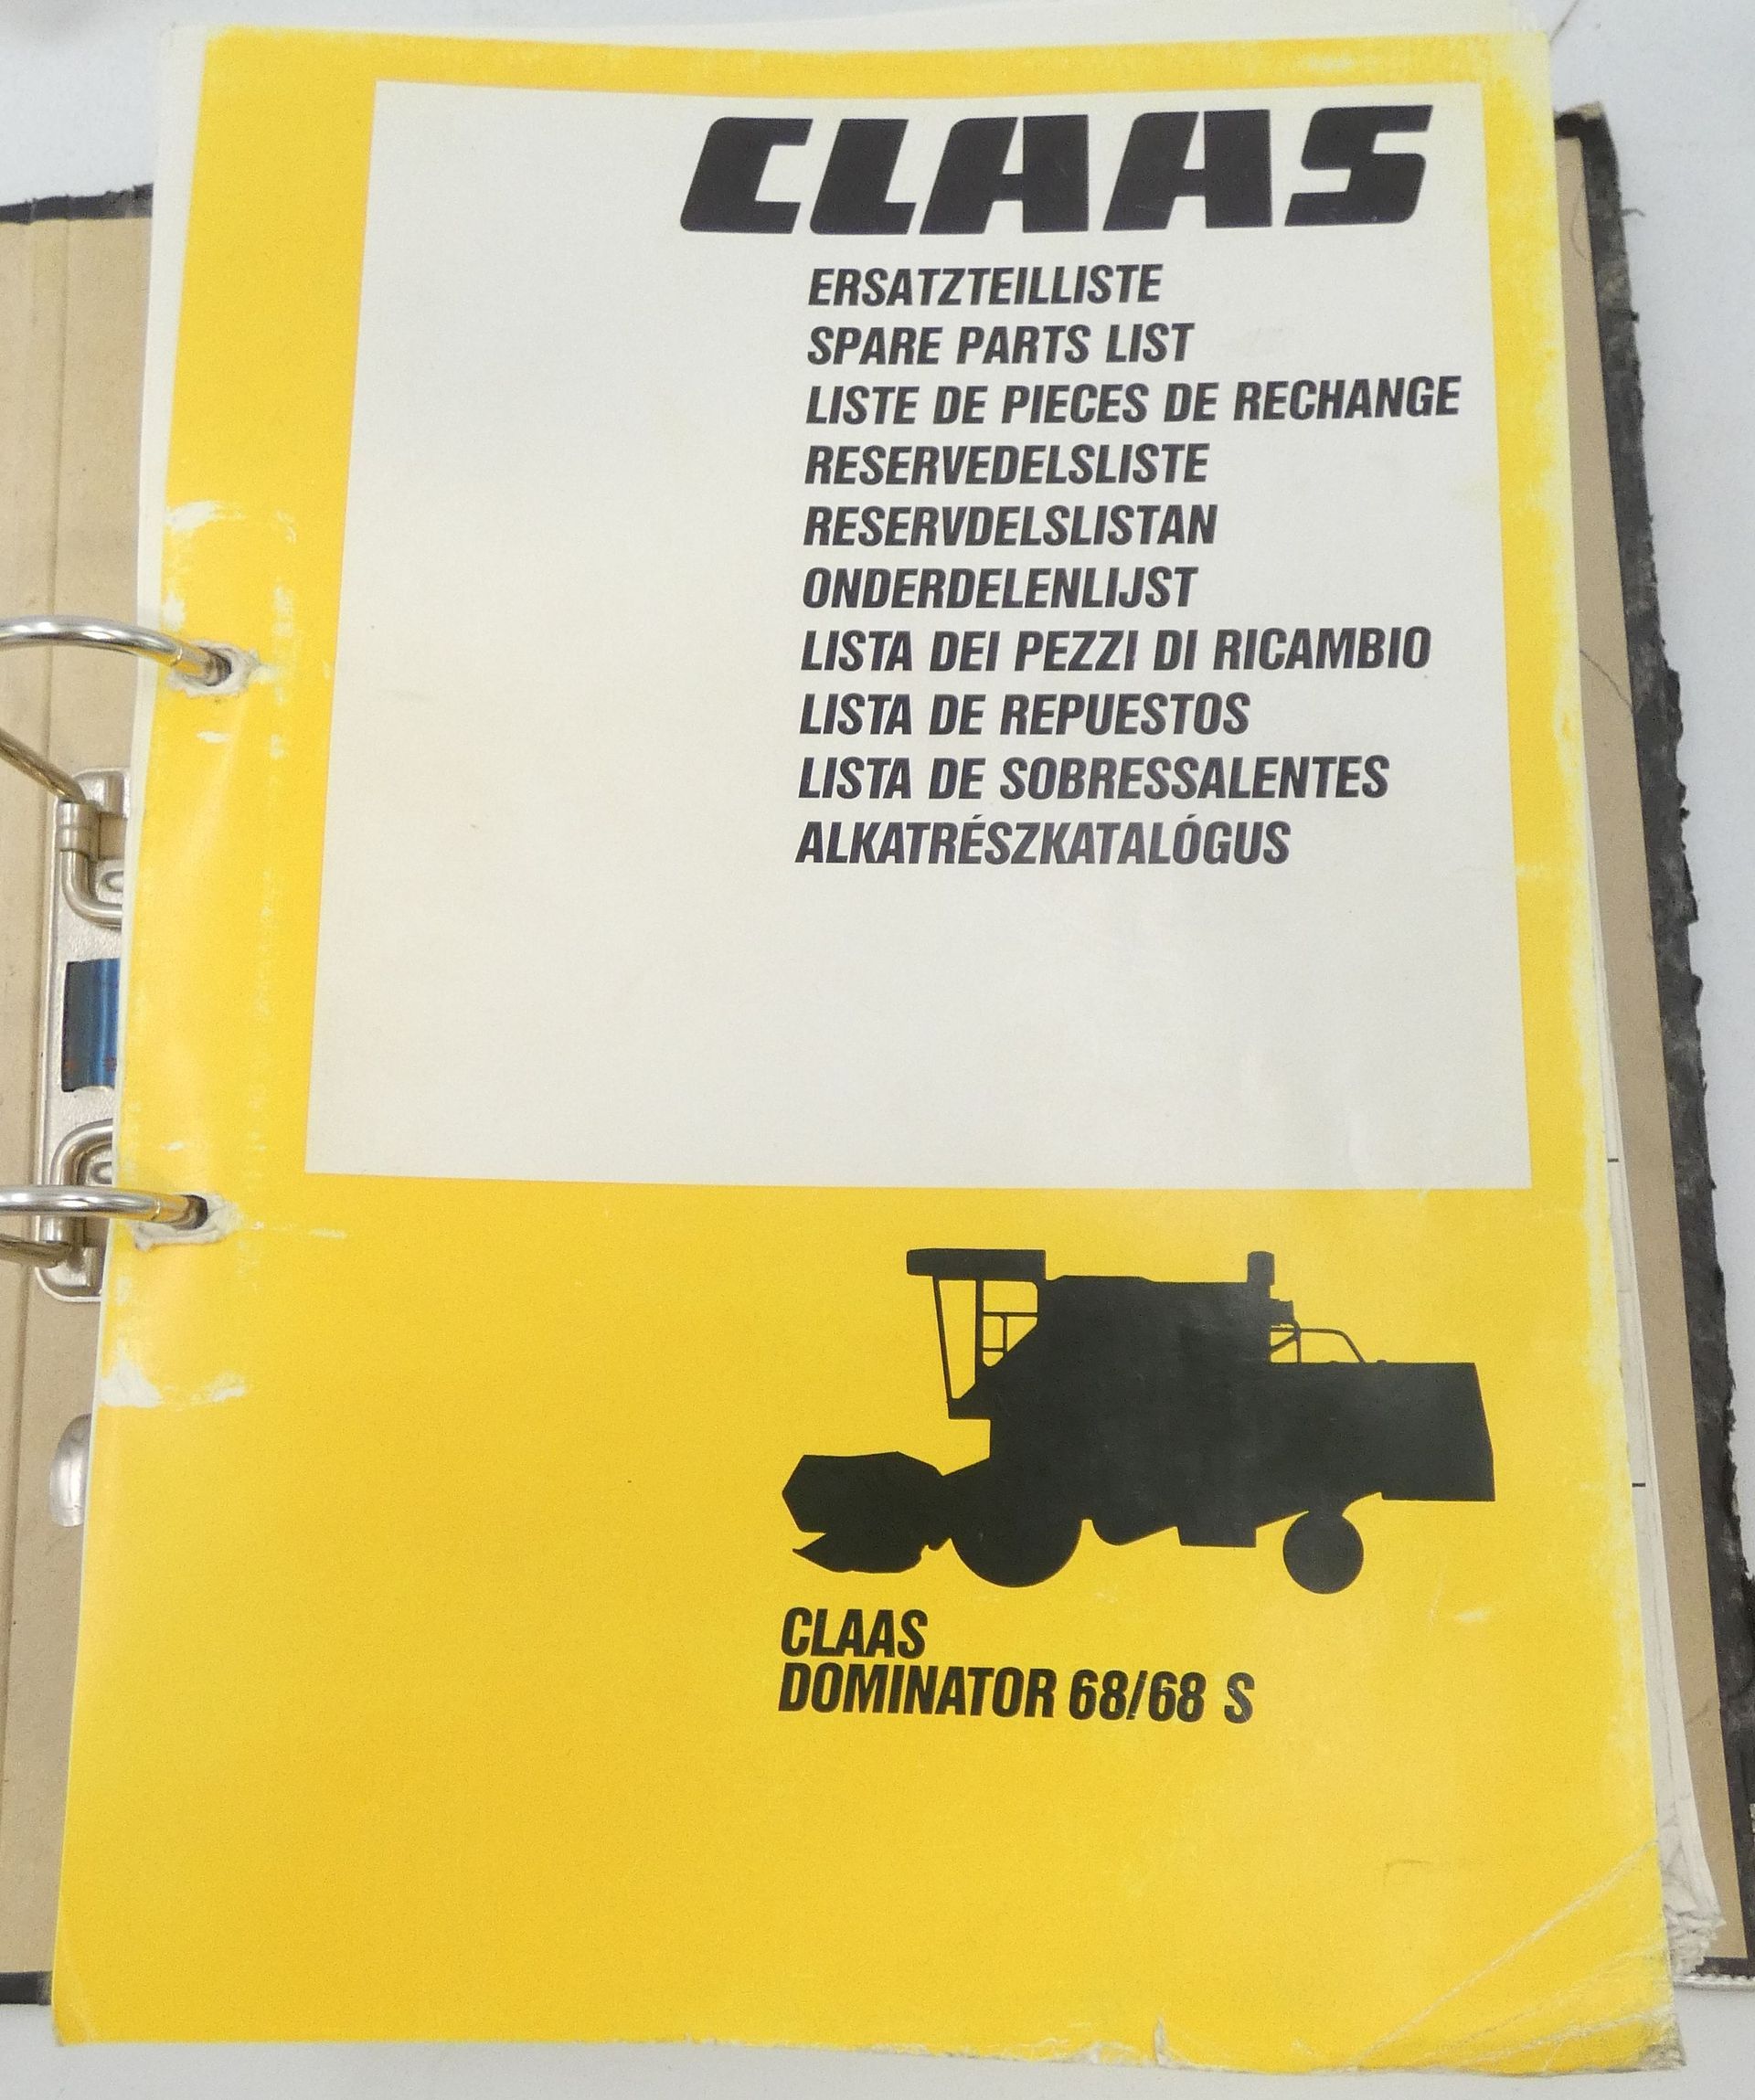 CLAAS
ERSATZTEILLISTE
SPARE PARTS LIST
LISTE DE PIECES DE RECHANGE
RESERVEDELSLISTE
RESERVDELSLISTAN
ONDERDELENLIJST
LISTA DEI PEZZI DI RICAMBIO
LISTA DE REPUESTOS
LISTA DE SOBRESSALENTES
ALKATRÉSZKATALÓGUS
CLAAS
DOMINATOR 68/68 S